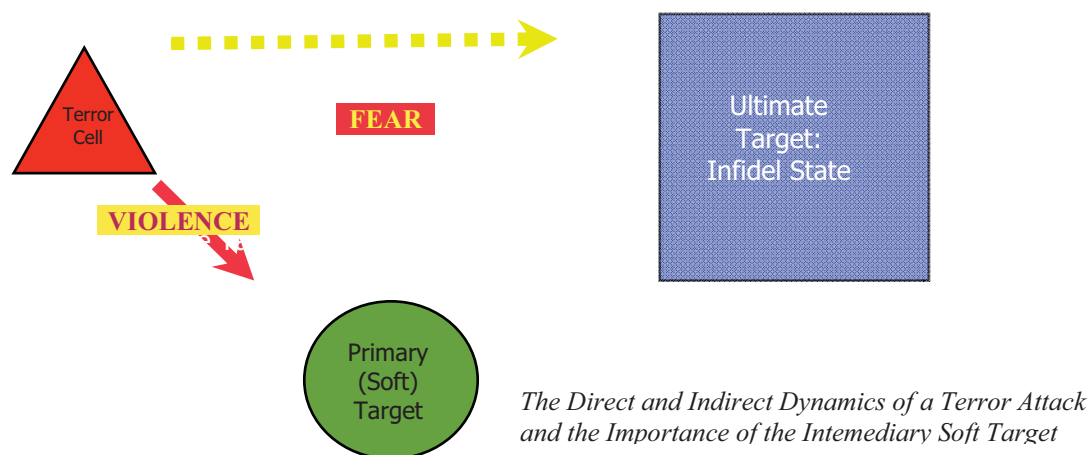 Terror
Cell
FEAR
Ultimate
Target:
Infidel State
VIOLENCE
Primary
(Soft)
Target
The Direct and Indirect Dynamics of a Terror Attack
and the Importance of the Intemediary Soft Target